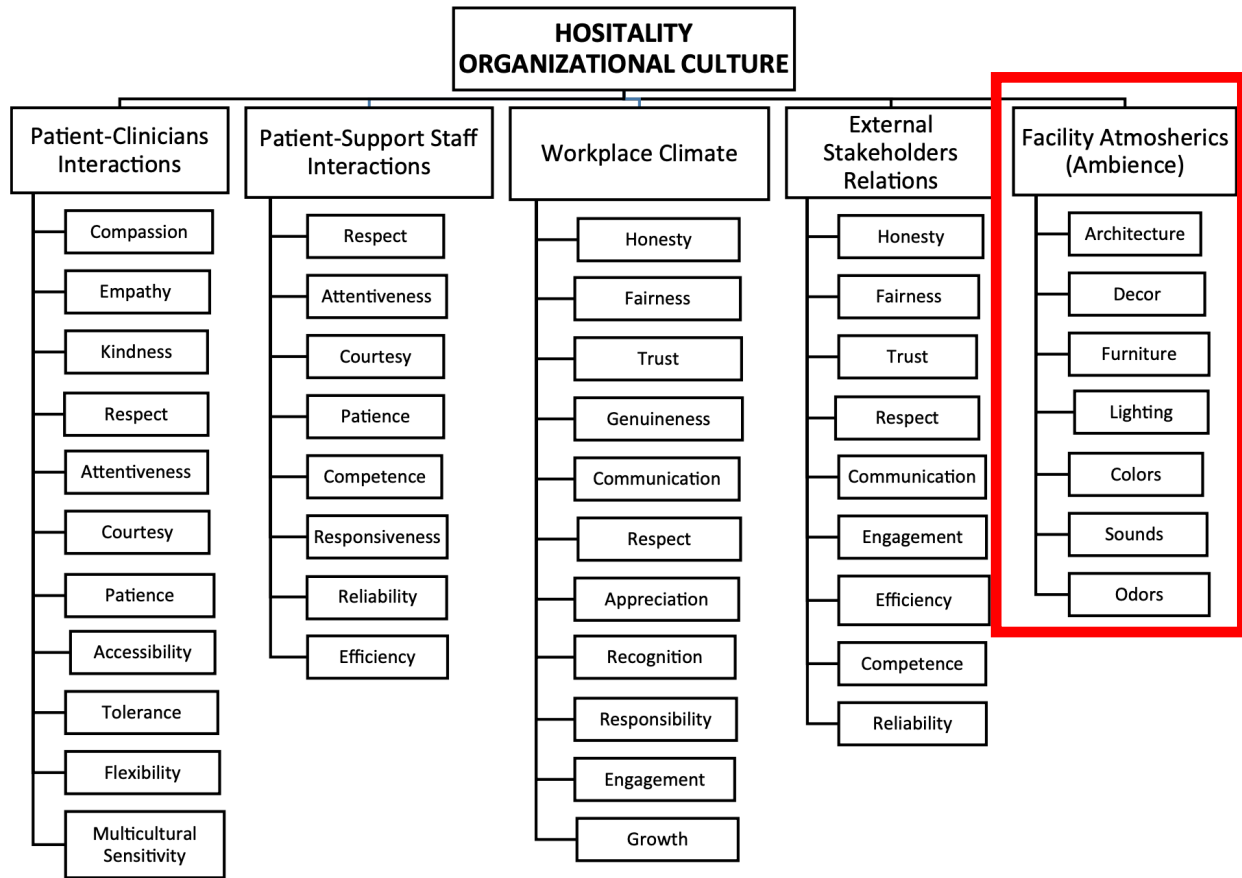 HOSITALITY
ORGANIZATIONAL CULTURE
Patient-Clinicians
Interactions
Compassion
Empathy
Kindness
Respect
Attentiveness
Courtesy
Patience
Accessibility
Tolerance
Flexibility
Multicultural
Sensitivity
Patient-Support Staff
Interactions
Respect
Attentiveness
Courtesy
Patience
Competence
Responsiveness
Reliability
Efficiency
Workplace Climate
Honesty
Fairness
Trust
Genuineness
Communication
Respect
Appreciation
Recognition
Responsibility
Engagement
Growth
External
Stakeholders
Relations
Honesty
Fairness
Trust
Respect
Communication
Engagement
Efficiency
Competence
Reliability
Facility Atmosherics
(Ambience)
Architecture
Decor
Furniture
Lighting
Colors
Sounds
Odors